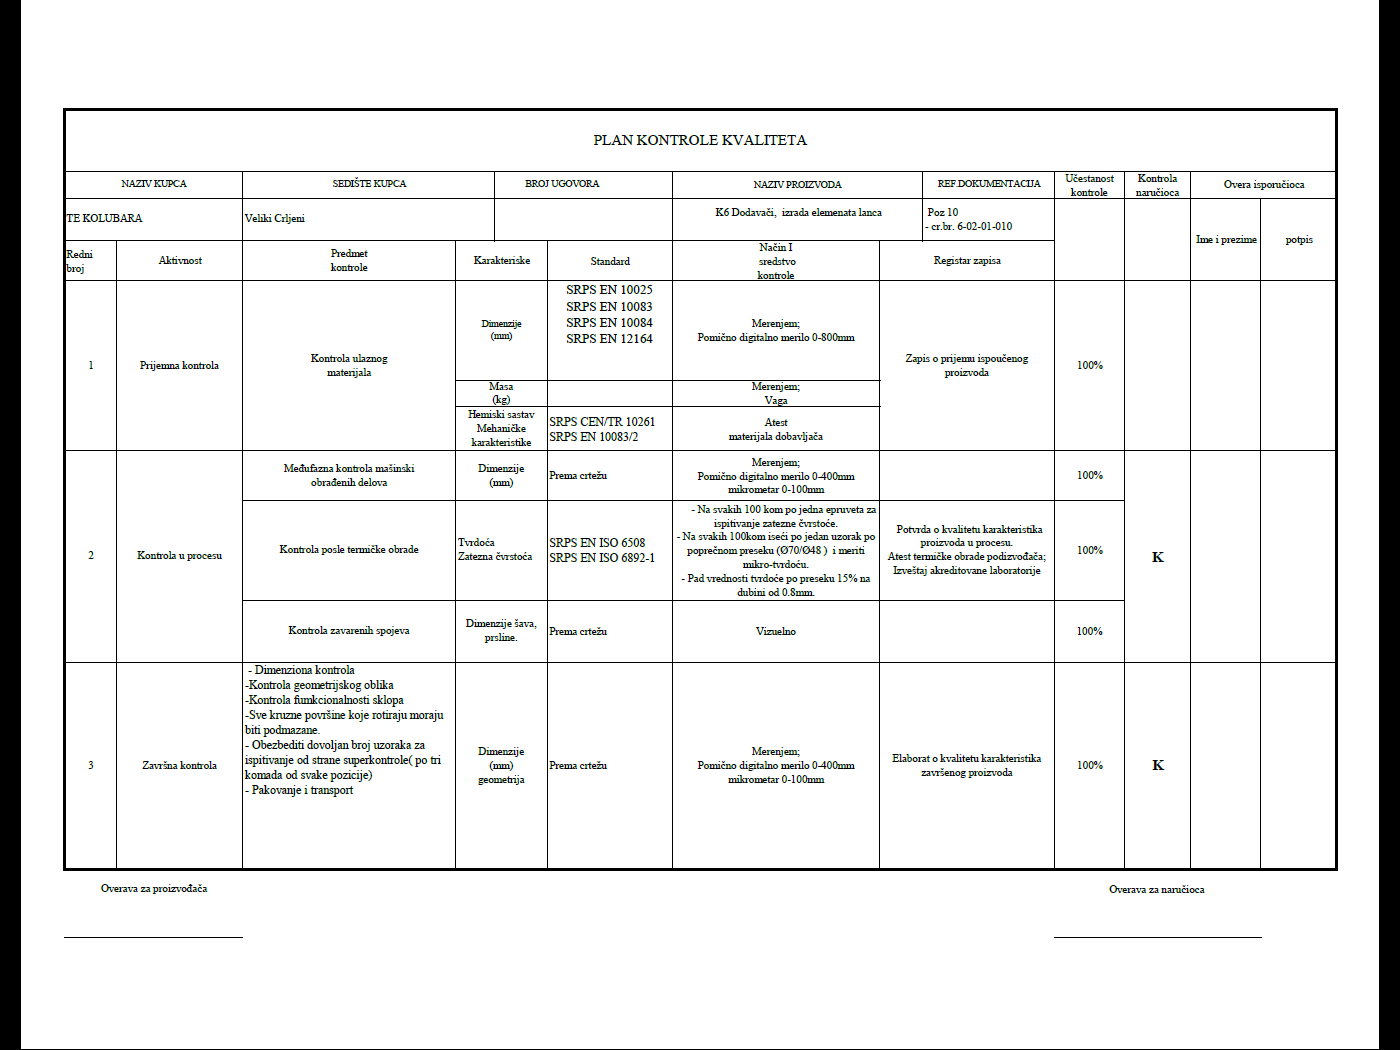 PLAN KONTROLE KVALITETA
NAZIV KUPCA
SEDIŠTE KUPCA
BROJ UGOVORA
NAZIV PROIZVODA
REF.DOKUMENTACIJA
Učestanost
kontrole
Kontrola
naručioca
Overa isporučioca
TE KOLUBARA
Veliki Crljeni
K6 Dodavači, izrada elemenata lanca
Poz 10
- cr.br. 6-02-01-010
Ime i prezime
potpis
Redni
broj
Aktivnost
Predmet
kontrole
Karakteriske
Standard
Način I
sredstvo
kontrole
Registar zapisa
1
Prijemna kontrola
Kontrola ulaznog
materijala
Dimenzije
(mm)
SRPS EN 10025
SRPS EN 10083
SRPS EN 10084
SRPS EN 12164
Merenjem;
Pomično digitalno merilo 0-800mm
Zapis o prijemu ispoučenog
proizvoda
100%
Masa
(kg)
Merenjem;
Vaga
Hemiski sastav
Mehaničke
karakteristike
SRPS CEN/TR 10261
SRPS EN 10083/2
Atest
materijala dobavljača
2
Kontrola u procesu
Međufazna kontrola mašinski
obrađenih delova
Dimenzije
(mm)
Prema crtežu
Merenjem;
Pomično digitalno merilo 0-400mm
mikrometar 0-100mm
100%
K
Kontrola posle termičke obrade
Tvrdoća
Zatezna čvrstoća
SRPS EN ISO 6508
SRPS EN ISO 6892-1
- Na svakih 100 kom po jedna epruveta za
ispitivanje zatezne čvrstoće.
- Na svakih 100kom iseći po jedan uzorak po
poprečnom preseku (Ø70/Ø48 ) i meriti
mikro-tvrdoću.
- Pad vrednosti tvrdoće po preseku 15% na
dubini od 0.8mm.
Potvrda o kvalitetu karakteristika
proizvoda u procesu.
Atest termičke obrade podizvođača;
Izveštaj akreditovane laboratorije
100%
Kontrola zavarenih spojeva
Dimenzije šava,
prsline.
Prema crtežu
Vizuelno
100%
3
Završna kontrola
- Dimenziona kontrola
-Kontrola geometrijskog oblika
-Kontrola fumkcionalnosti sklopa
-Sve kruzne površine koje rotiraju moraju
biti podmazane.
- Obezbediti dovoljan broj uzoraka za
ispitivanje od strane superkontrole( po tri
komada od svake pozicije)
- Pakovanje i transport
Dimenzije
(mm)
geometrija
Prema crtežu
Merenjem;
Pomično digitalno merilo 0-400mm
mikrometar 0-100mm
Elaborat o kvalitetu karakteristika
završenog proizvoda
100%
K
Overava za proizvođača
Overava za naručioca